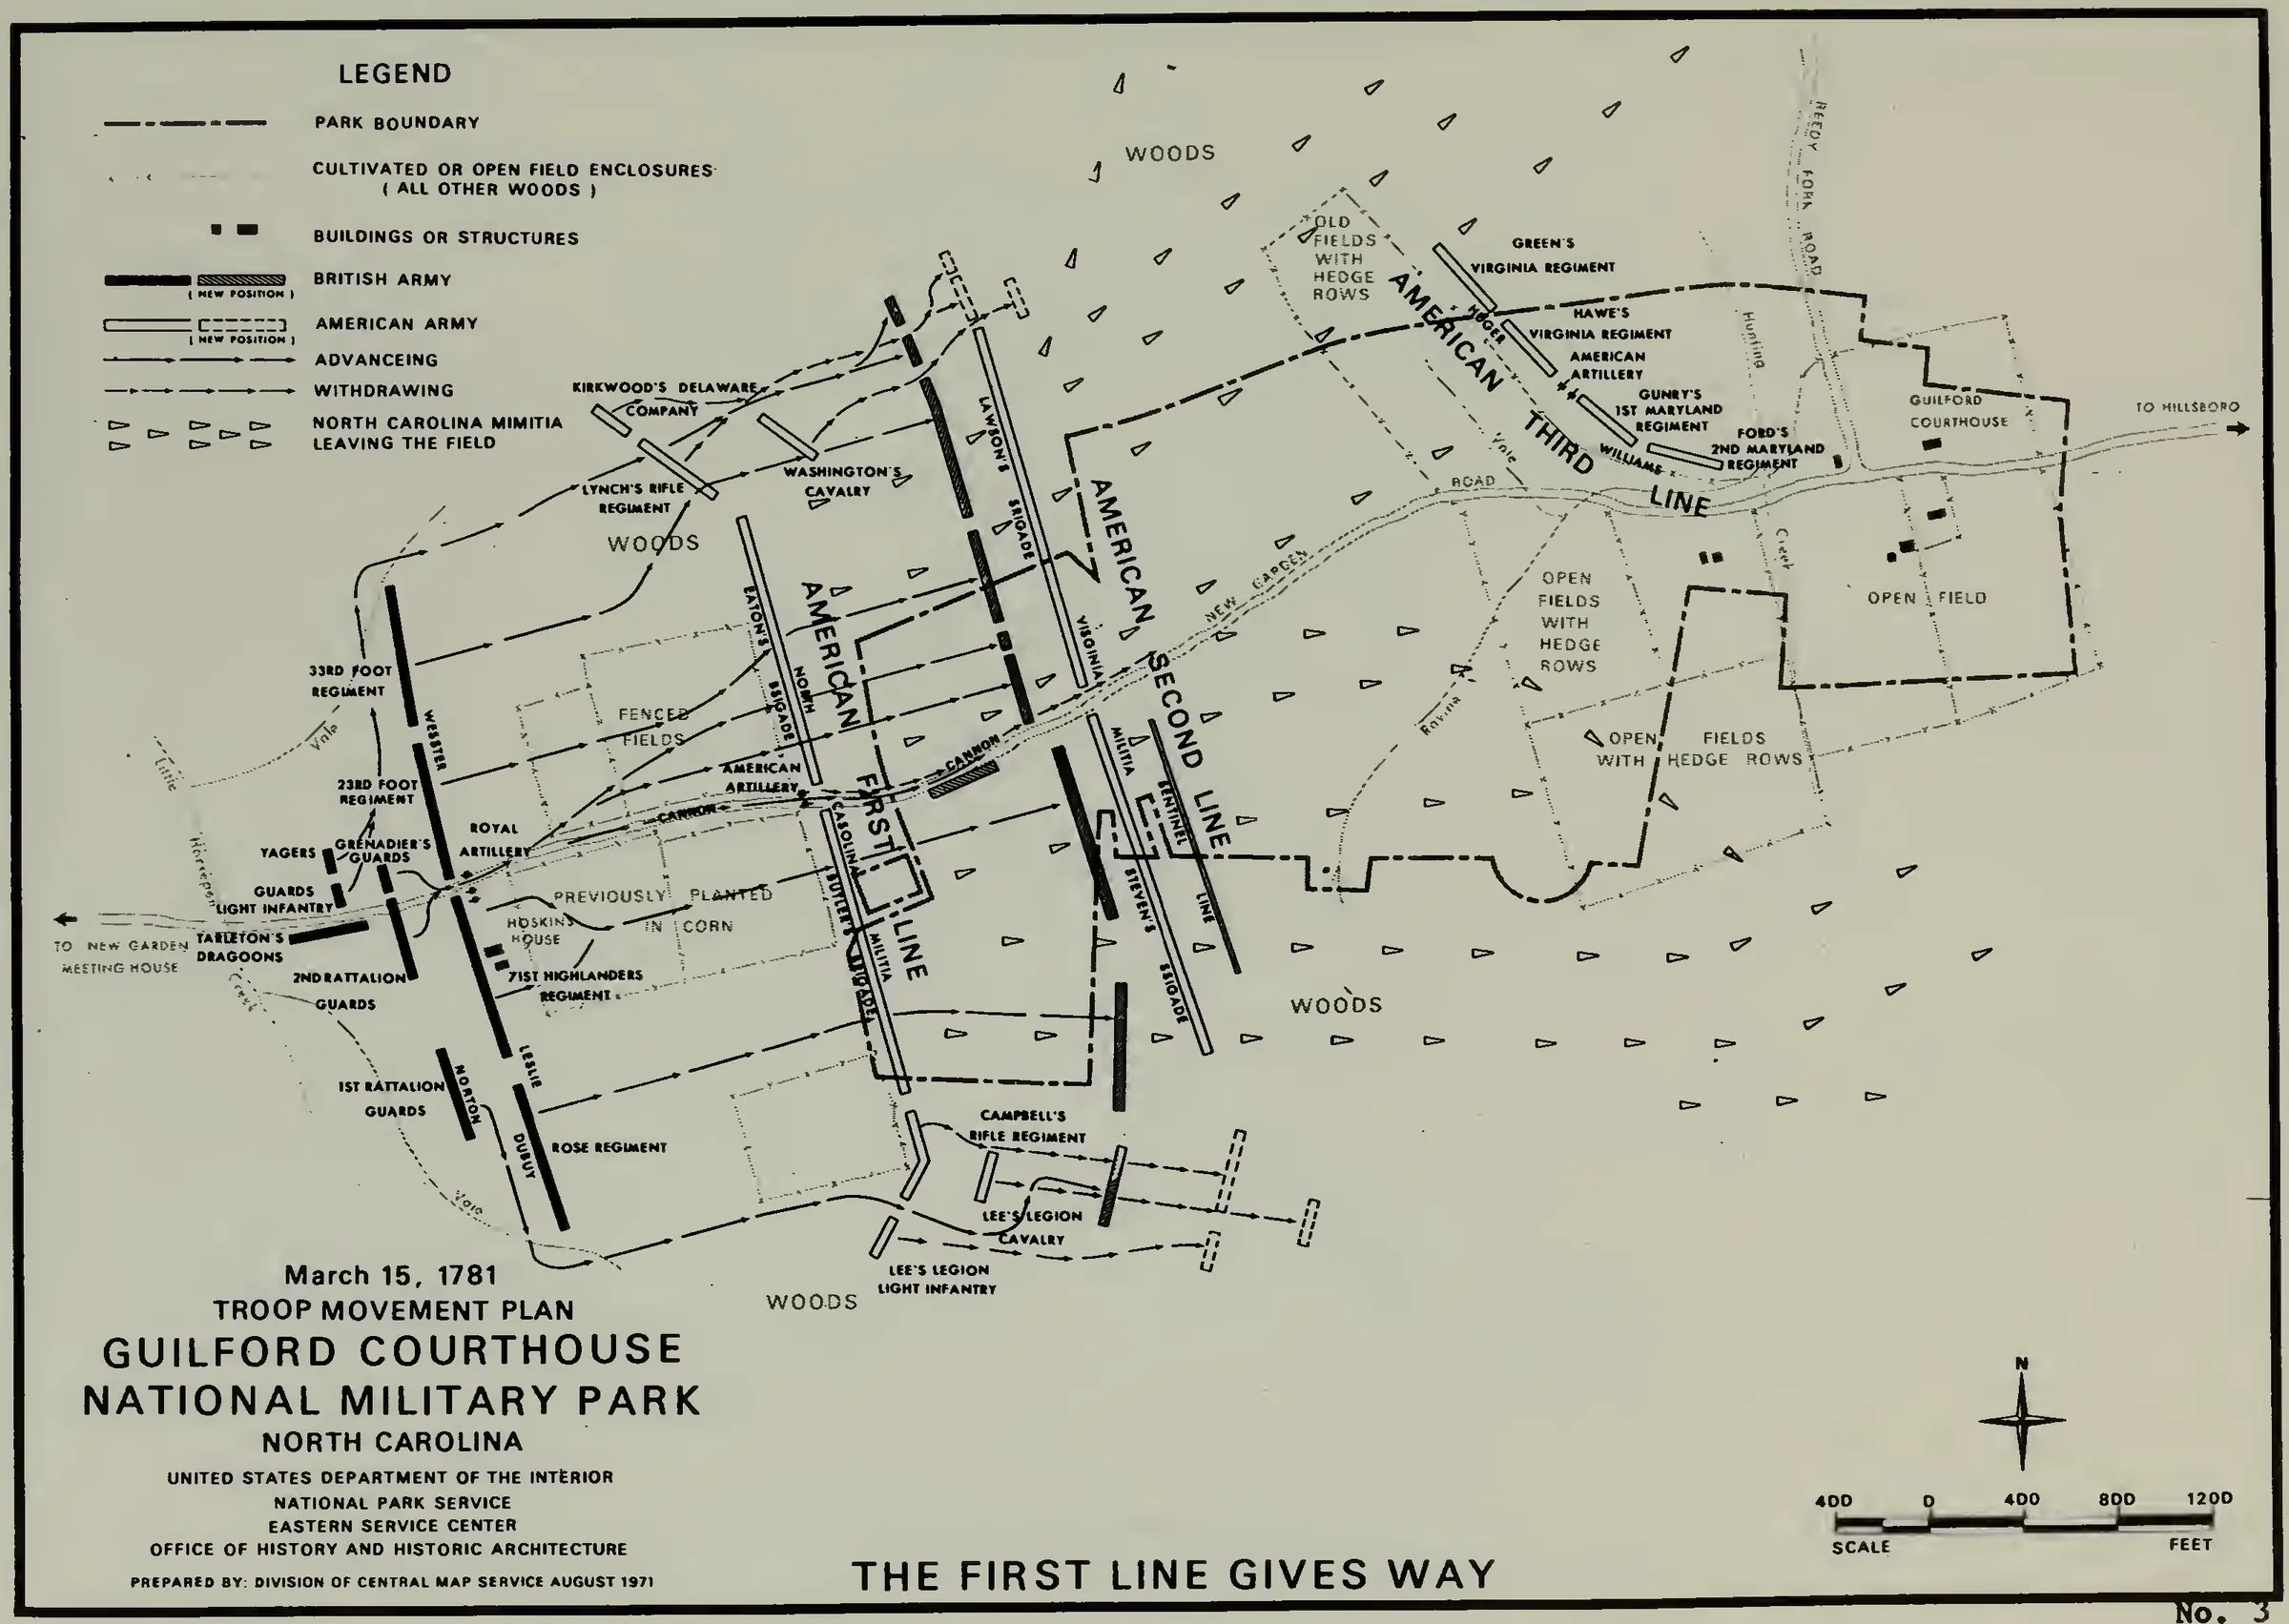 LEGEND
PARK BOUNDARY
CULTIVATED OR OPEN FIELD ENCLOSURES
( ALL OTHER WOODS )
BUILDINGS OR STRUCTURES
BRITISH ARMY
( NEW POSITION )
AMERICAN ARMY
( NEW POSITION )
ADVANCEING
WITHDRAWING
NORTH CAROLINA MIMITIA
LEAVING THE FIELD
WOODS
OLD
FIELDS
WITH
HEDGE
ROWS
GREEN'S
VIRGINIA REGIMENT
HUGER
HAWE'S
VIRGINIA REGIMENT
AMERICAN
ARTILLERY
GUNRY'S
1ST MARYLAND
REGIMENT
FORD'S
2ND MARYLAND
REGIMENT
WILLIAMS
AMERICAN
THIRD
LINE
REEDY FORK ROAD
Hunting
Creek
GUILFORD
COURTHOUSE
TO HILLSBORO
Vale
NEW GARDEN
ROAD
OPEN
FIELDS
WITH
HEDGE
ROWS
OPEN FIELD
OPEN FIELDS
WITH HEDGE ROWS
Ravine
KIRKWOOD'S DELAWARE
COMPANY
LYNCH'S RIFLE
REGIMENT
WASHINGTON'S
CAVALRY
WOODS
LAWSON'S
BRIGADE
VIRGINIA
MILITIA
STEVEN'S
BRIGADE
SENTINEL
LINE
AMERICAN
SECOND LINE
EATON'S
BRIGADE
NORTH
CAROLINA
MILITIA
BUTLER'S
BRIGADE
AMERICAN
FIRST
LINE
FENCED
FIELDS
AMERICAN
ARTILLERY
CANNON
CANNON
33RD FOOT
REGIMENT
WEBSTER
23RD FOOT
REGIMENT
Vale
Little
Horsepen
Creek
ROYAL
ARTILLERY
YAGERS
GRENADIER'S
GUARDS
GUARDS
LIGHT INFANTRY
TARLETON'S
DRAGOONS
TO NEW GARDEN
MEETING HOUSE
2ND RATTALION
GUARDS
PREVIOUSLY PLANTED
IN CORN
HOSKINS
HOUSE
71ST HIGHLANDERS
REGIMENT
LESLIE
1ST RATTALION
GUARDS
NORTON
DUBUY
ROSE REGIMENT
Vale
WOODS
CAMPBELL'S
RIFLE REGIMENT
LEE'S LEGION
CAVALRY
LEE'S LEGION
LIGHT INFANTRY
WOODS
March 15, 1781
TROOP MOVEMENT PLAN
GUILFORD COURTHOUSE
NATIONAL MILITARY PARK
NORTH CAROLINA
UNITED STATES DEPARTMENT OF THE INTERIOR
NATIONAL PARK SERVICE
EASTERN SERVICE CENTER
OFFICE OF HISTORY AND HISTORIC ARCHITECTURE
PREPARED BY: DIVISION OF CENTRAL MAP SERVICE AUGUST 1971
THE FIRST LINE GIVES WAY
N
400 0 400 800 1200
SCALE FEET
No. 3